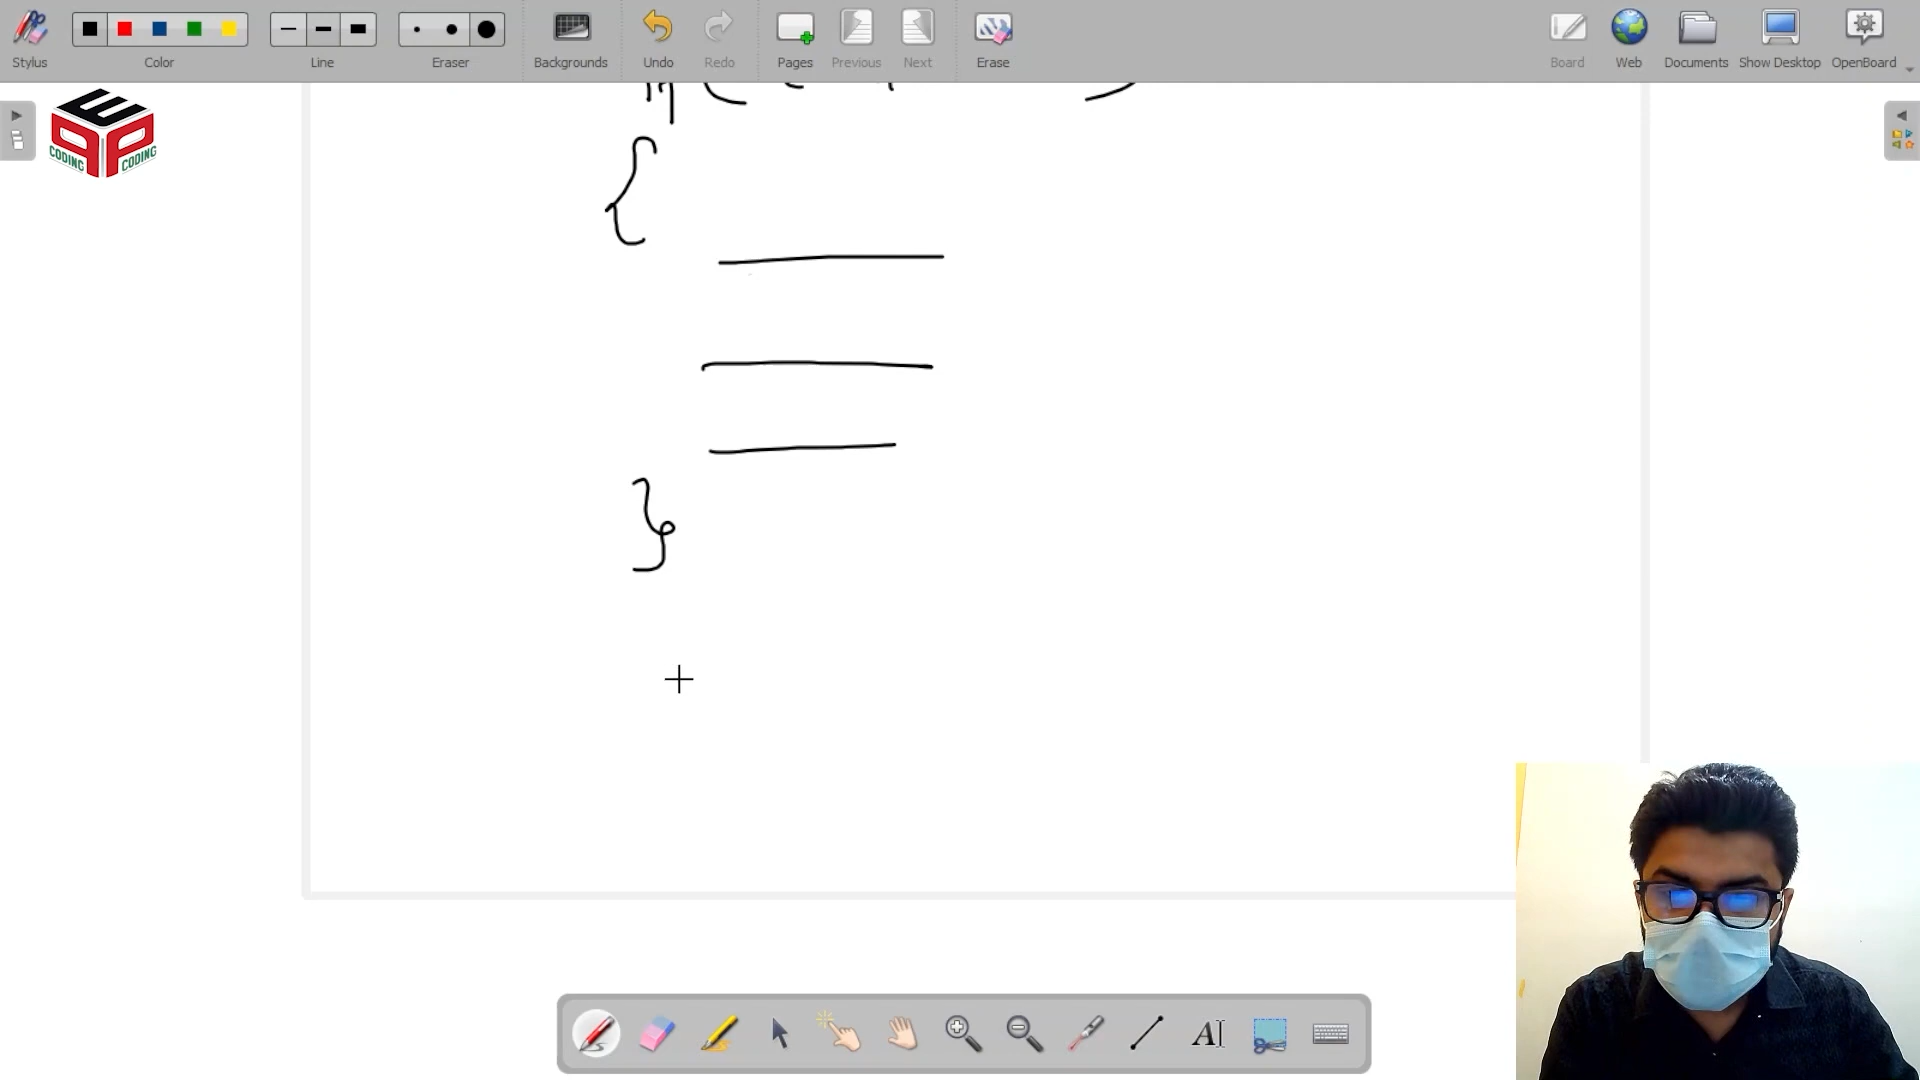 Stylus Color Line Eraser Backgrounds Undo Redo Pages Previous Next Erase Board Web Documents Show Desktop OpenBoard
CODING CODING
{
}